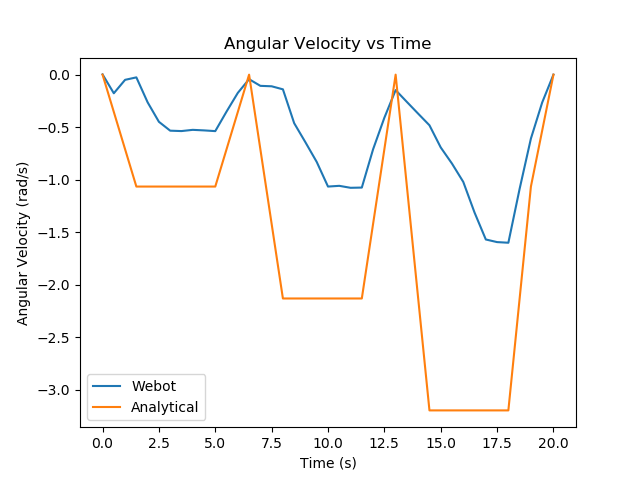 Angular Velocity vs Time
Angular Velocity (rad/s)
0.0
−0.5
−1.0
−1.5
−2.0
−2.5
−3.0
Webot
Analytical
0.0 2.5 5.0 7.5 10.0 12.5 15.0 17.5 20.0
Time (s)